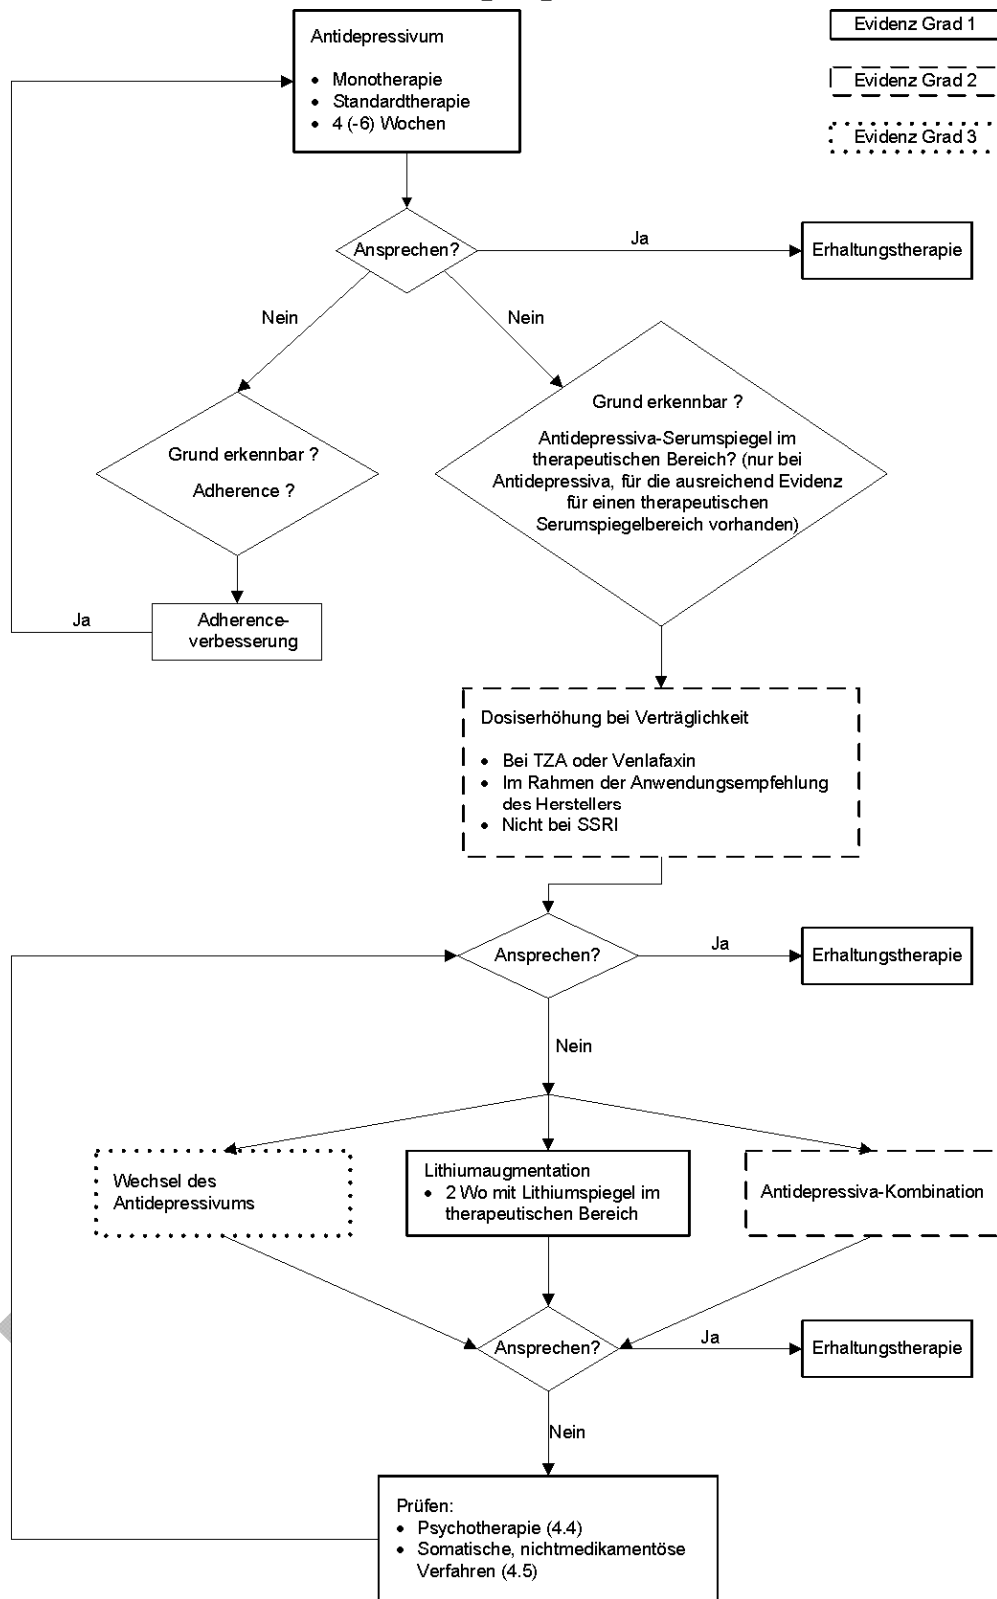 Antidepressivum
• Monotherapie
• Standardtherapie
• 4 (-6) Wochen
Evidenz Grad 1
Evidenz Grad 2
Evidenz Grad 3
Ansprechen?
Ja
Erhaltungstherapie
Nein
Nein
Grund erkennbar ?
Adherence ?
Grund erkennbar ?
Antidepressiva-Serumspiegel im
therapeutischen Bereich? (nur bei
Antidepressiva, für die ausreichend Evidenz
für einen therapeutischen
Serumspiegelbereich vorhanden)
Ja
Adherence-
verbesserung
Dosiserhöhung bei Verträglichkeit
• Bei TZA oder Venlafaxin
• Im Rahmen der Anwendungsempfehlung
des Herstellers
• Nicht bei SSRI
Ansprechen?
Ja
Erhaltungstherapie
Nein
Wechsel des
Antidepressivums
Lithiumaugmentation
• 2 Wo mit Lithiumspiegel im
therapeutischen Bereich
Antidepressiva-Kombination
Ansprechen?
Ja
Erhaltungstherapie
Nein
Prüfen:
• Psychotherapie (4.4)
• Somatische, nichtmedikamentöse
Verfahren (4.5)